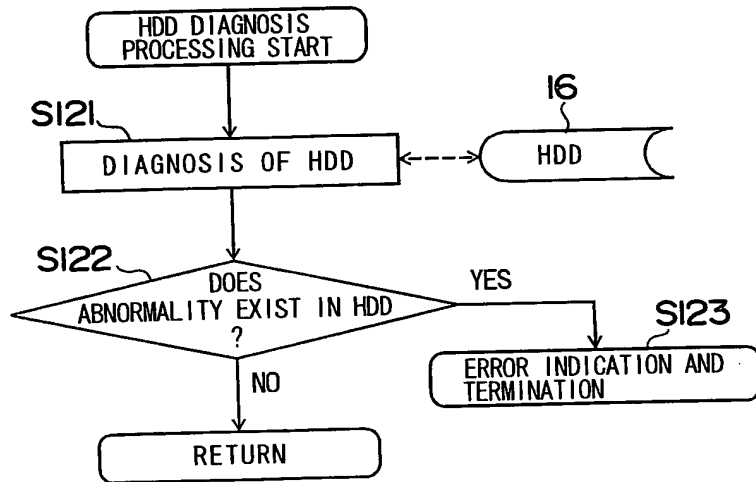 HDD DIAGNOSIS
PROCESSING START
S121
16
DIAGNOSIS OF HDD
HDD
S122
DOES
ABNORMALITY EXIST IN HDD
?
YES
S123
ERROR INDICATION AND
TERMINATION
NO
RETURN